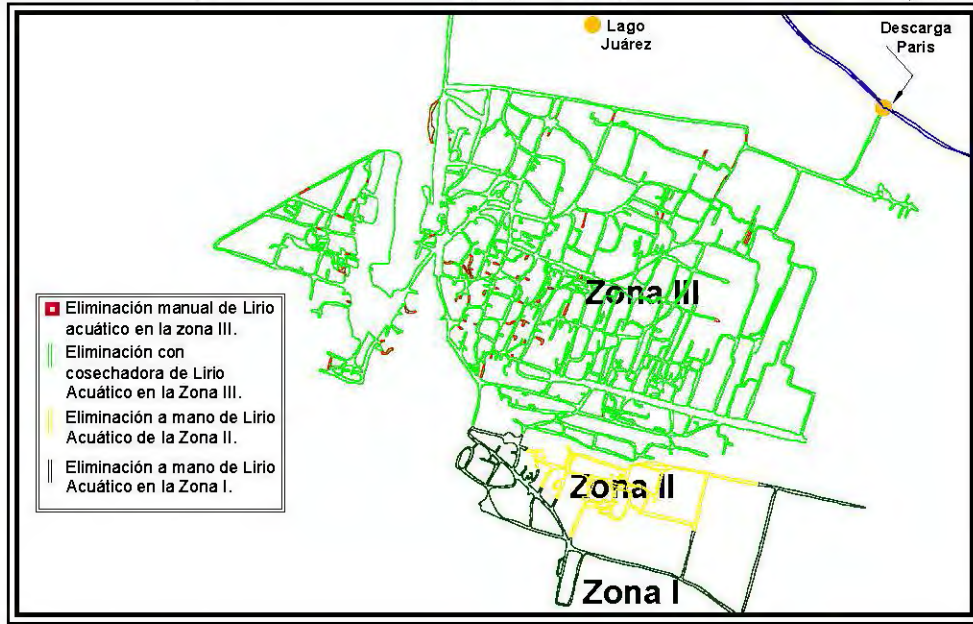 Lago
Juárez
Descarga
Paris
Zona III
Eliminación manual de Lirio
acuático en la zona III.
Eliminación con
cosechadora de Lirio
Acuático en la Zona III.
Eliminación a mano de Lirio
Acuático de la Zona II.
Eliminación a mano de Lirio
Acuático en la Zona I.
Zona II
Zona I